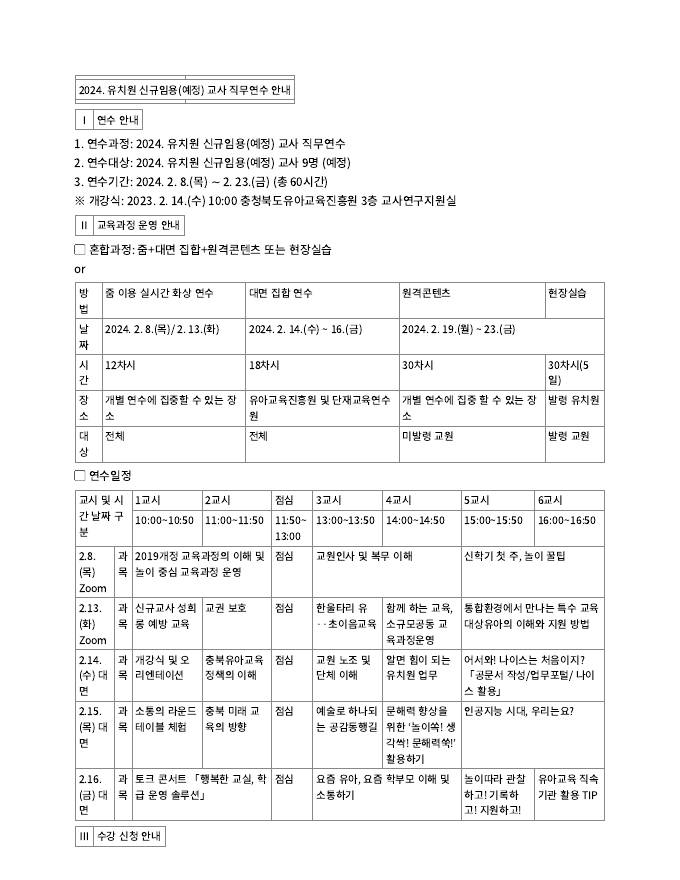 2024. 유치원 신규임용(예정) 교사 직무연수 안내
Ⅰ 연수 안내
1. 연수과정: 2024. 유치원 신규임용(예정) 교사 직무연수
2. 연수대상: 2024. 유치원 신규임용(예정) 교사 9명 (예정)
3. 연수기간: 2024. 2. 8.(목) ~ 2. 23.(금) (총 60시간)
※ 개강식: 2023. 2. 14.(수) 10:00 충청북도유아교육진흥원 3층 교사연구지원실
Ⅱ 교육과정 운영 안내
□ 혼합과정: 줌+대면 집합+원격콘텐츠 또는 현장실습
or
방 줌 이용 실시간 화상 연수 대면 집합 연수 원격콘텐츠 현장실습
법
날 2024. 2. 8.(목)/ 2. 13.(화) 2024. 2. 14.(수) ~ 16.(금) 2024. 2. 19.(월) ~ 23.(금)
짜
시 12차시 18차시 30차시 30차시(5
간 일)
장 개별 연수에 집중할 수 있는 장 유아교육진흥원 및 단재교육연수 개별 연수에 집중 할 수 있는 장 발령 유치원
소 소 원 소
대 전체 전체 미발령 교원 발령 교원
상
□ 연수일정
교시 및 시 1교시 2교시 점심 3교시 4교시 5교시 6교시
간 날짜 구 10:00~10:50 11:00~11:50 11:50~ 13:00~13:50 14:00~14:50 15:00~15:50 16:00~16:50
분 13:00
2.8. 과 2019개정 교육과정의 이해 및 점심 교원인사 및 복무 이해 신학기 첫 주, 놀이 꿀팁
(목) 목 놀이 중심 교육과정 운영
Zoom
2.13. 과 신규교사 성희 교권 보호 점심 한울타리 유 함께 하는 교육, 통합환경에서 만나는 특수 교육
(화) 목 롱 예방 교육 ‥초이음교육 소규모공동 교 대상유아의 이해와 지원 방법
Zoom 육과정운영
2.14. 과 개강식 및 오 충북유아교육 점심 교원 노조 및 알면 힘이 되는 어서와! 나이스는 처음이지?
(수) 대 목 리엔테이션 정책의 이해 단체 이해 유치원 업무 「공문서 작성/업무포털/ 나이
면 스 활용」
2.15. 과 소통의 라운드 충북 미래 교 점심 예술로 하나되 문해력 향상을 인공지능 시대, 우리는요?
(목) 대 목 테이블 체험 육의 방향 는 공감동행길 위한 ‘놀이쏙! 생
면 각싹! 문해력쑥!’
활용하기
2.16. 과 토크 콘서트 「행복한 교실, 학 점심 요즘 유아, 요즘 학부모 이해 및 놀이따라 관찰 유아교육 직속
(금) 대 목 급 운영 솔루션」 소통하기 하고! 기록하 기관 활용 TIP
면 고! 지원하고!
Ⅲ 수강 신청 안내